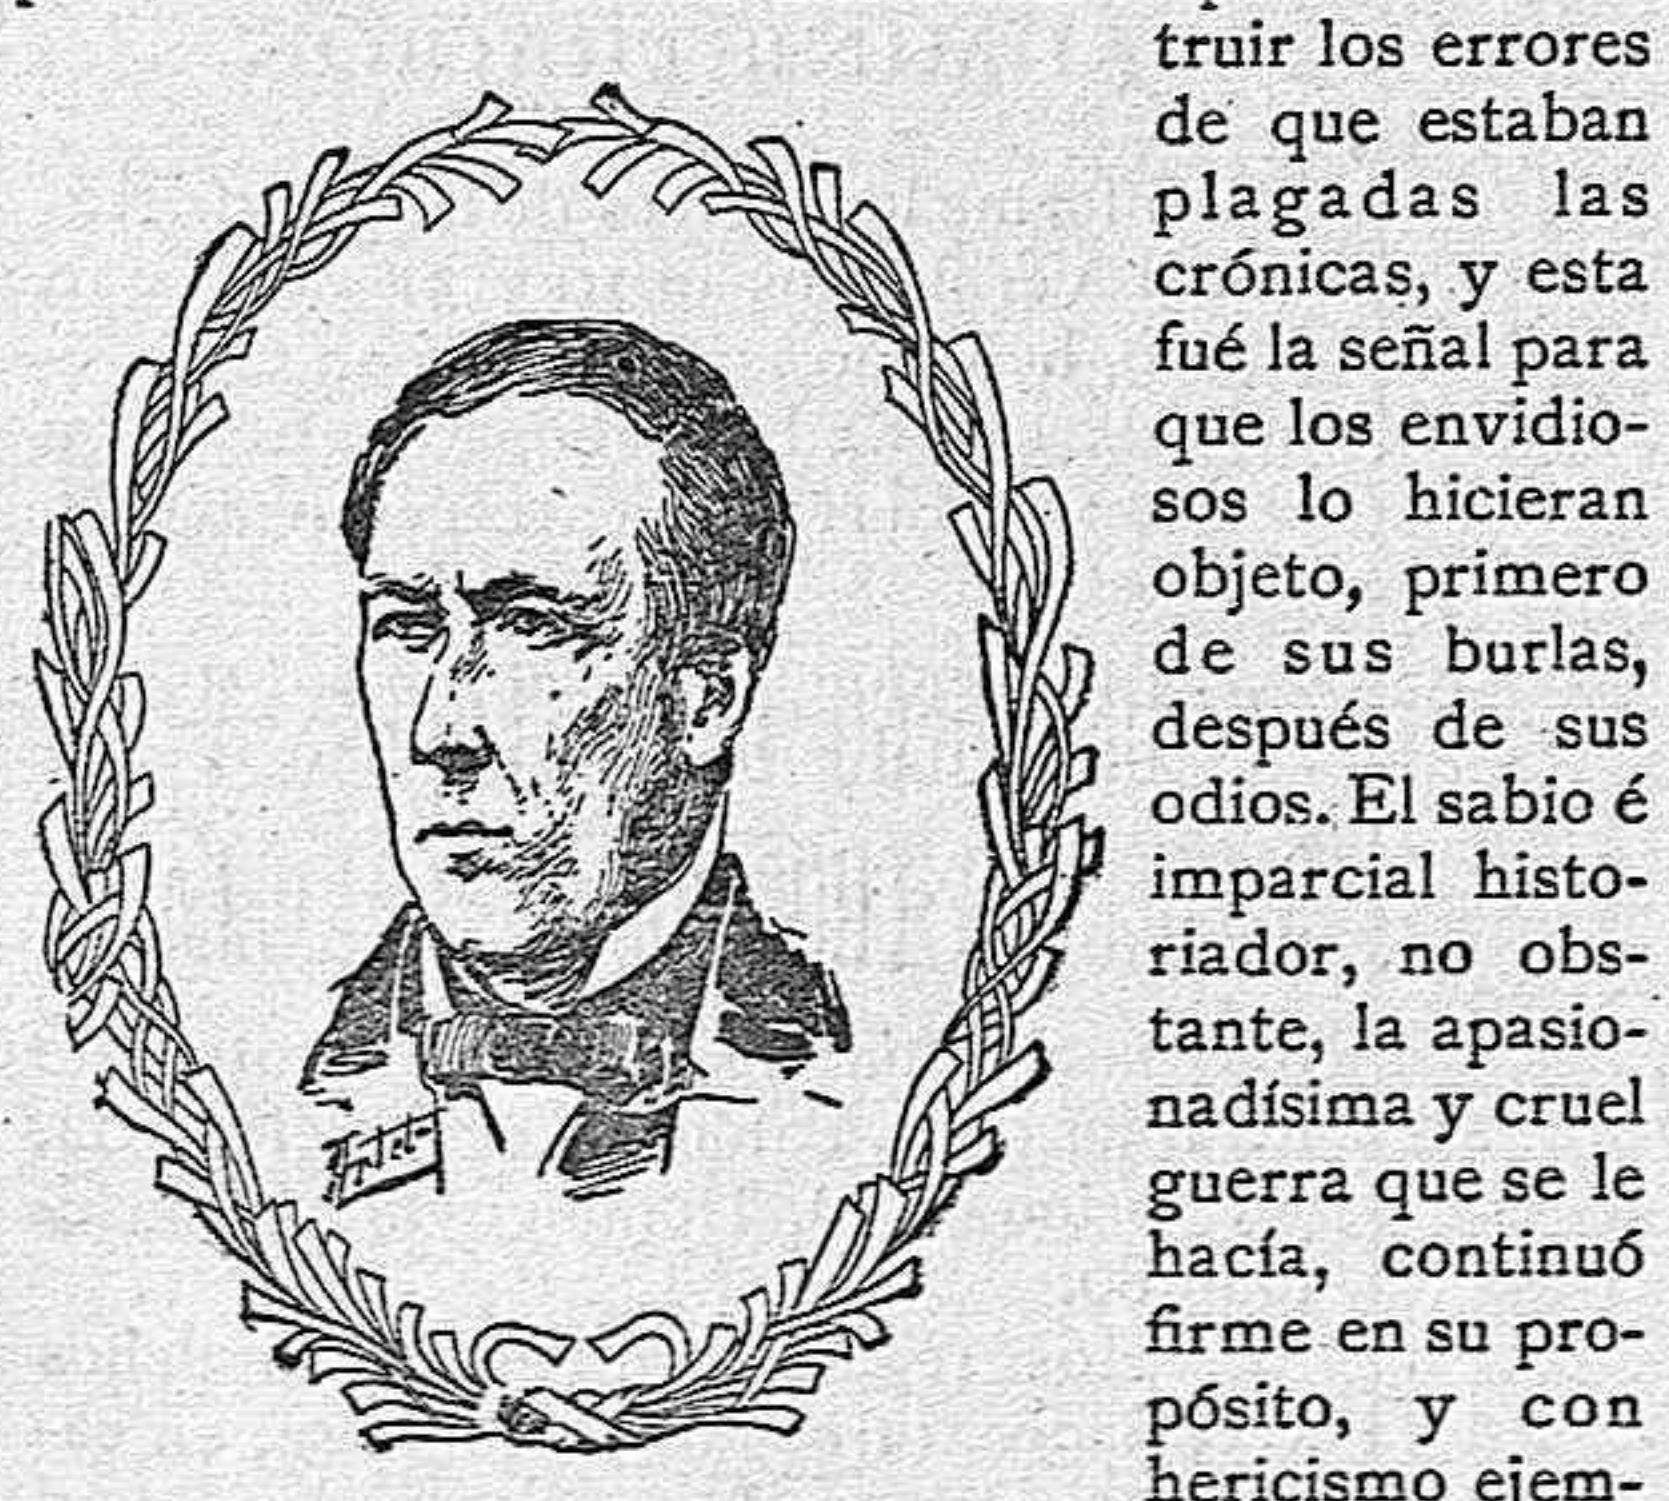 truir los errores
de que estaban
plagadas las
crónicas, y esta
fué la señal para
que los envidio-
sos lo hicieran
objeto, primero
de sus burlas,
después de sus
odios. El sabio é
imparcial histo-
riador, no obs-
tante, la apasio-
nadísima y cruel
guerra que se le
hacía, continuó
firme en su pro-
pósito, y con
hericismo ejem-